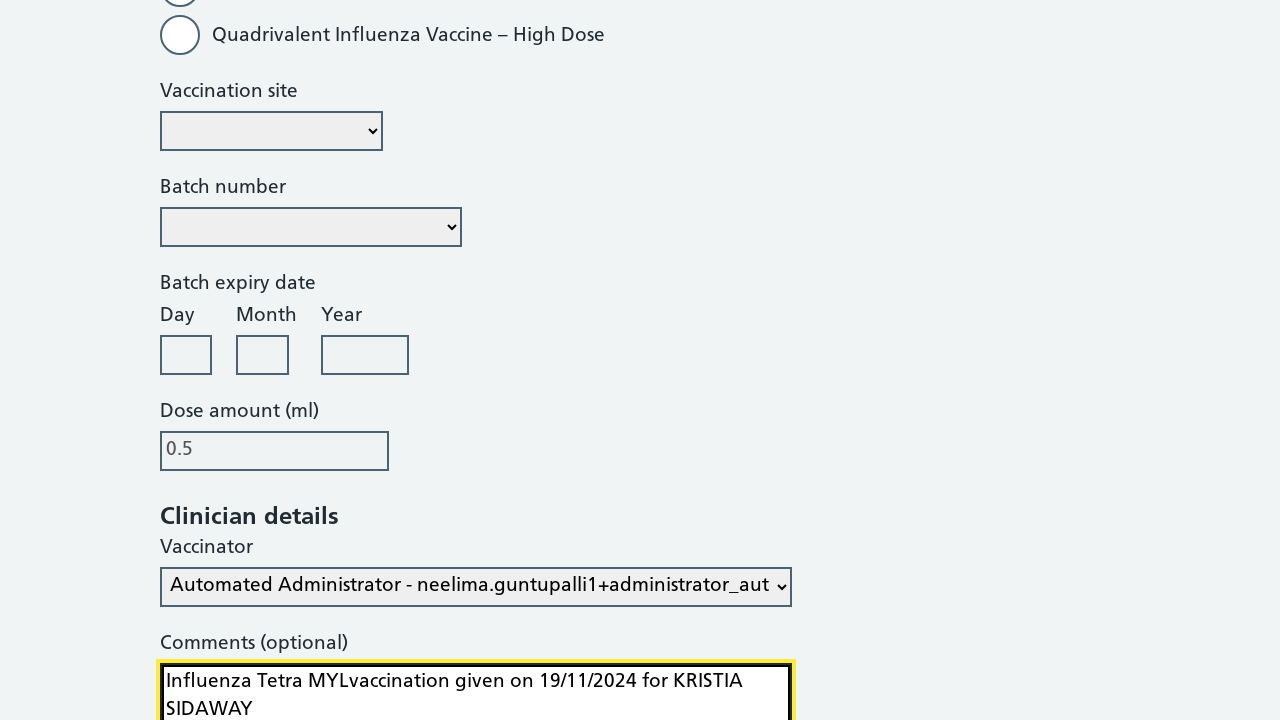 Quadrivalent Influenza Vaccine – High Dose
Vaccination site
Batch number
Batch expiry date
Day Month Year
Dose amount (ml)
0.5
Clinician details
Vaccinator
Automated Administrator - neelima.guntupalli1+administrator_aut
Comments (optional)
Influenza Tetra MYLvaccination given on 19/11/2024 for KRISTIA
SIDAWAY